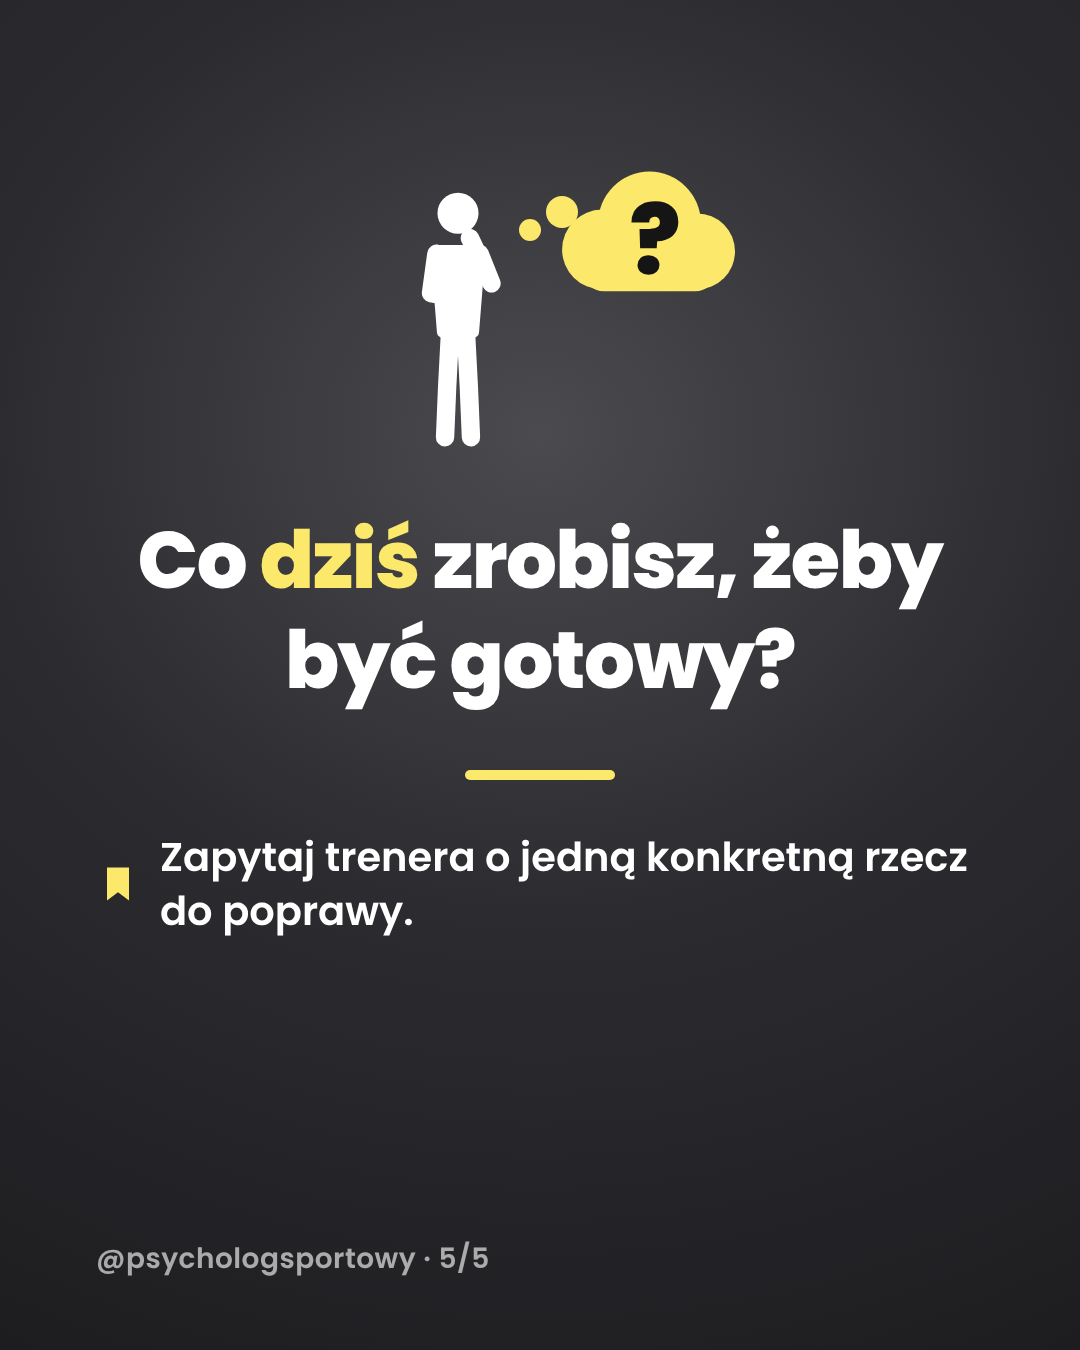 ?
Co dziś zrobisz, żeby
być gotowy?
Zapytaj trenera o jedną konkretną rzecz
do poprawy.
@psychologsportowy · 5/5